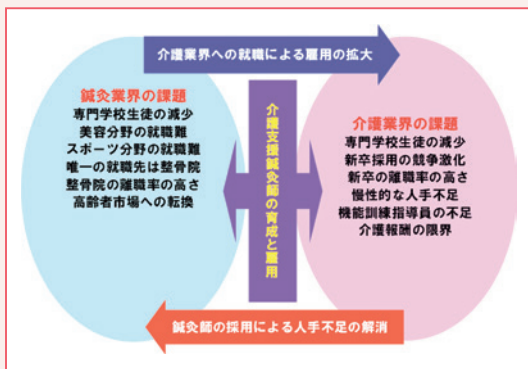 介護業界への就職による雇用の拡大
鍼灸業界の課題
専門学校生徒の減少
美容分野の就職難
スポーツ分野の就職難
唯一の就職先は整骨院
整骨院の離職率の高さ
高齢者市場への転換
介護支援鍼灸師の育成と雇用
介護業界の課題
専門学校生徒の減少
新卒採用の競争激化
新卒の離職率の高さ
慢性的な人手不足
機能訓練指導員の不足
介護報酬の限界
鍼灸師の採用による人手不足の解消